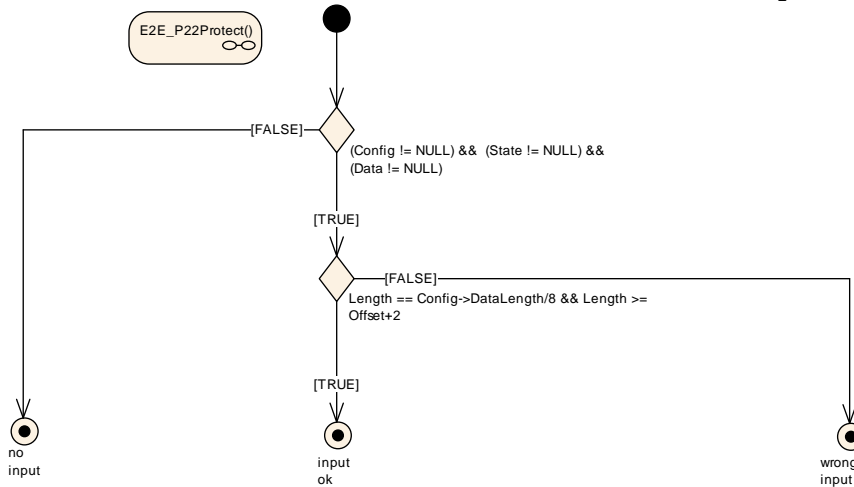 E2E_P22Protect()
[FALSE]
(Config != NULL) && (State != NULL) &&
(Data != NULL)
[TRUE]
[FALSE]
Length == Config->DataLength/8 && Length >=
Offset+2
[TRUE]
no
input
input
ok
wrong
input